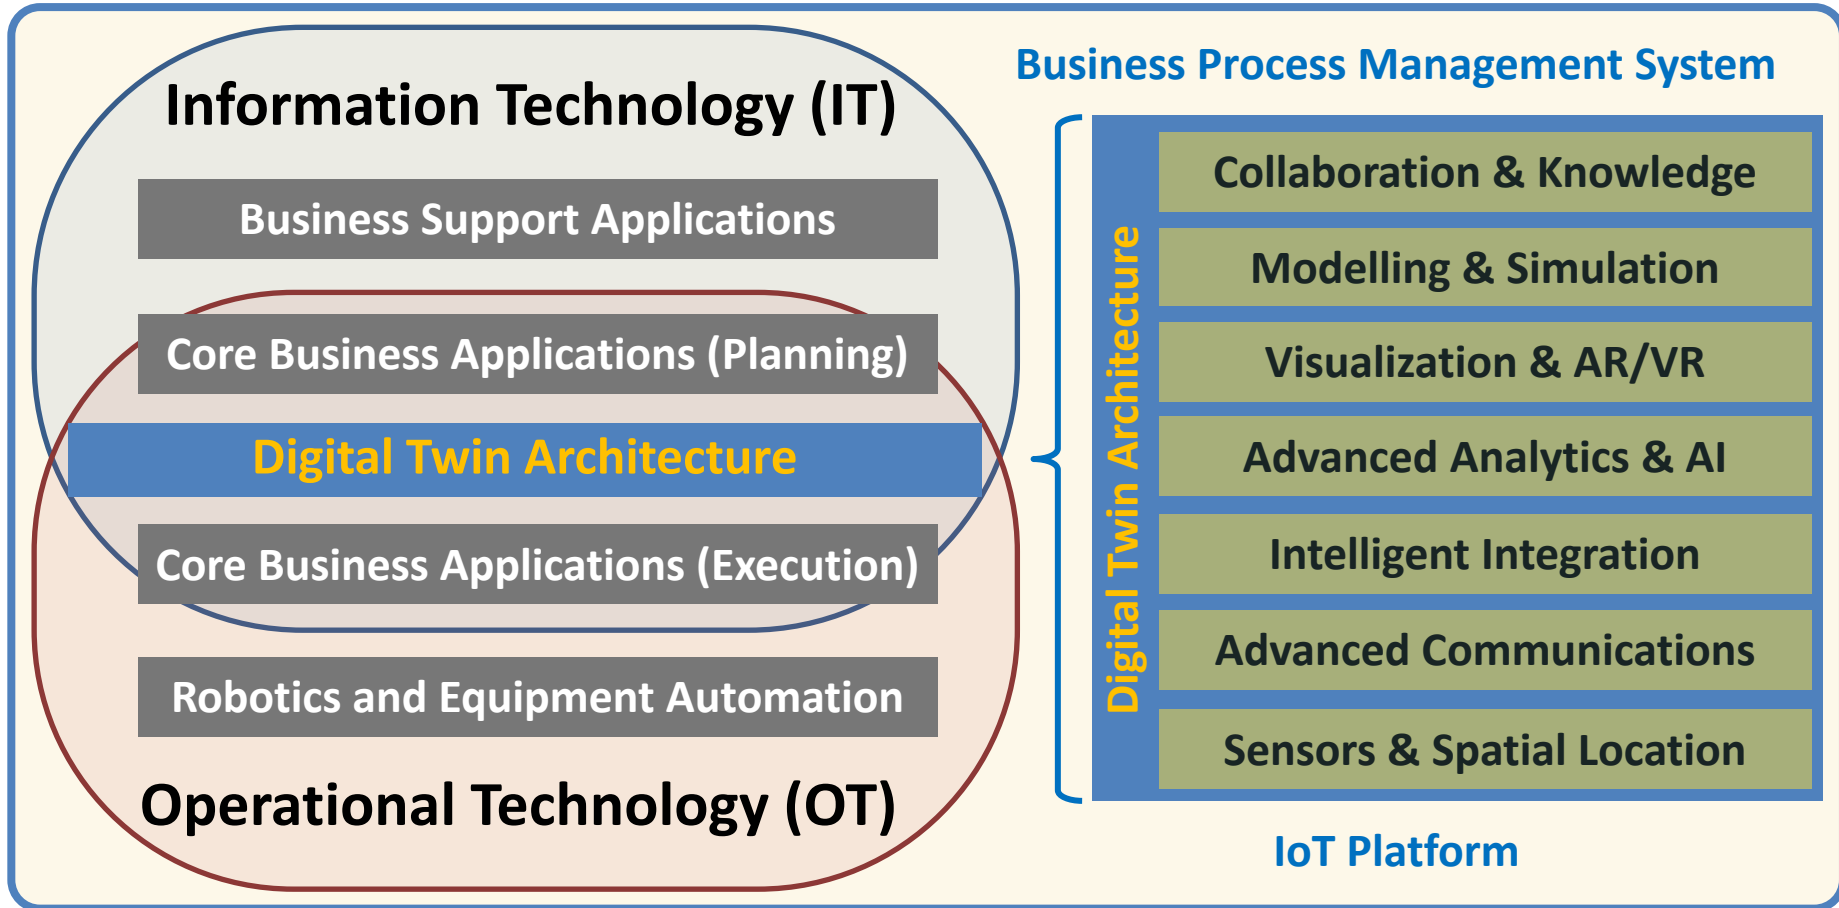 Information Technology (IT)
Business Support Applications
Core Business Applications (Planning)
Digital Twin Architecture
Core Business Applications (Execution)
Robotics and Equipment Automation
Operational Technology (OT)
Business Process Management System
Digital Twin Architecture
Collaboration & Knowledge
Modelling & Simulation
Visualization & AR/VR
Advanced Analytics & AI
Intelligent Integration
Advanced Communications
Sensors & Spatial Location
IoT Platform